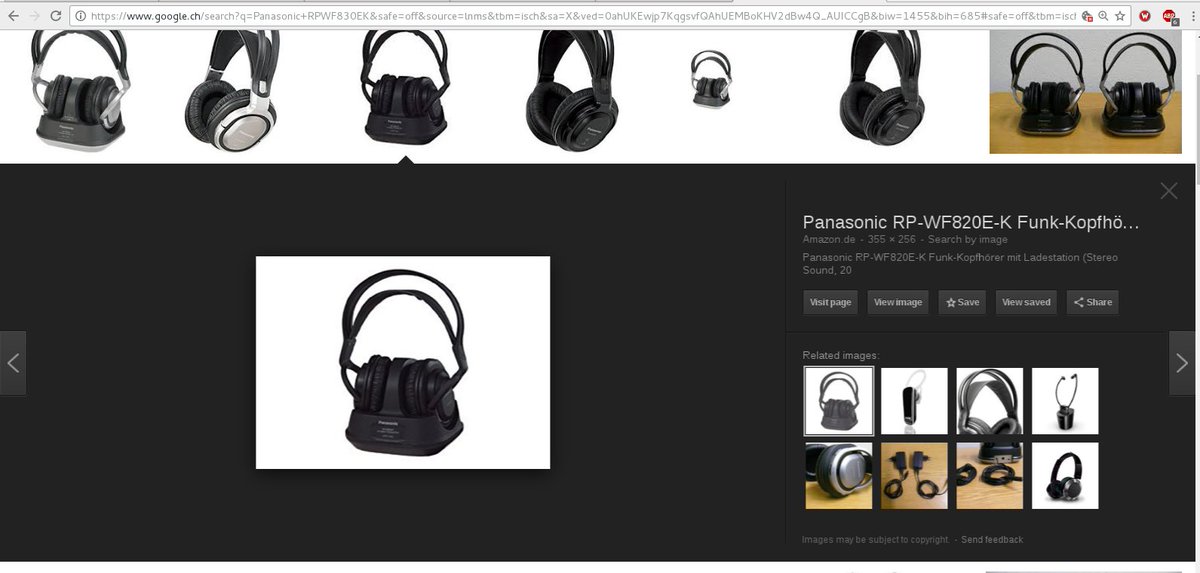 https://www.google.ch/search?q=Panasonic+RPWF830EK&safe=off&source=lnms&tbm=isch&sa=X&ved=0ahUKEwjp7KqgsvfQAhUEMBoKHV2dBw4Q_AUICCgB&biw=1455&bih=685#safe=off&tbm=isch
Panasonic RP-WF820E-K Funk-Kopfhö…
Amazon.de - 355 × 256 - Search by image
Panasonic RP-WF820E-K Funk-Kopfhörer mit Ladestation (Stereo
Sound, 20
Visit page
View image
Save
View saved
Share
Panasonic
Related images:
Images may be subject to copyright. - Send feedback